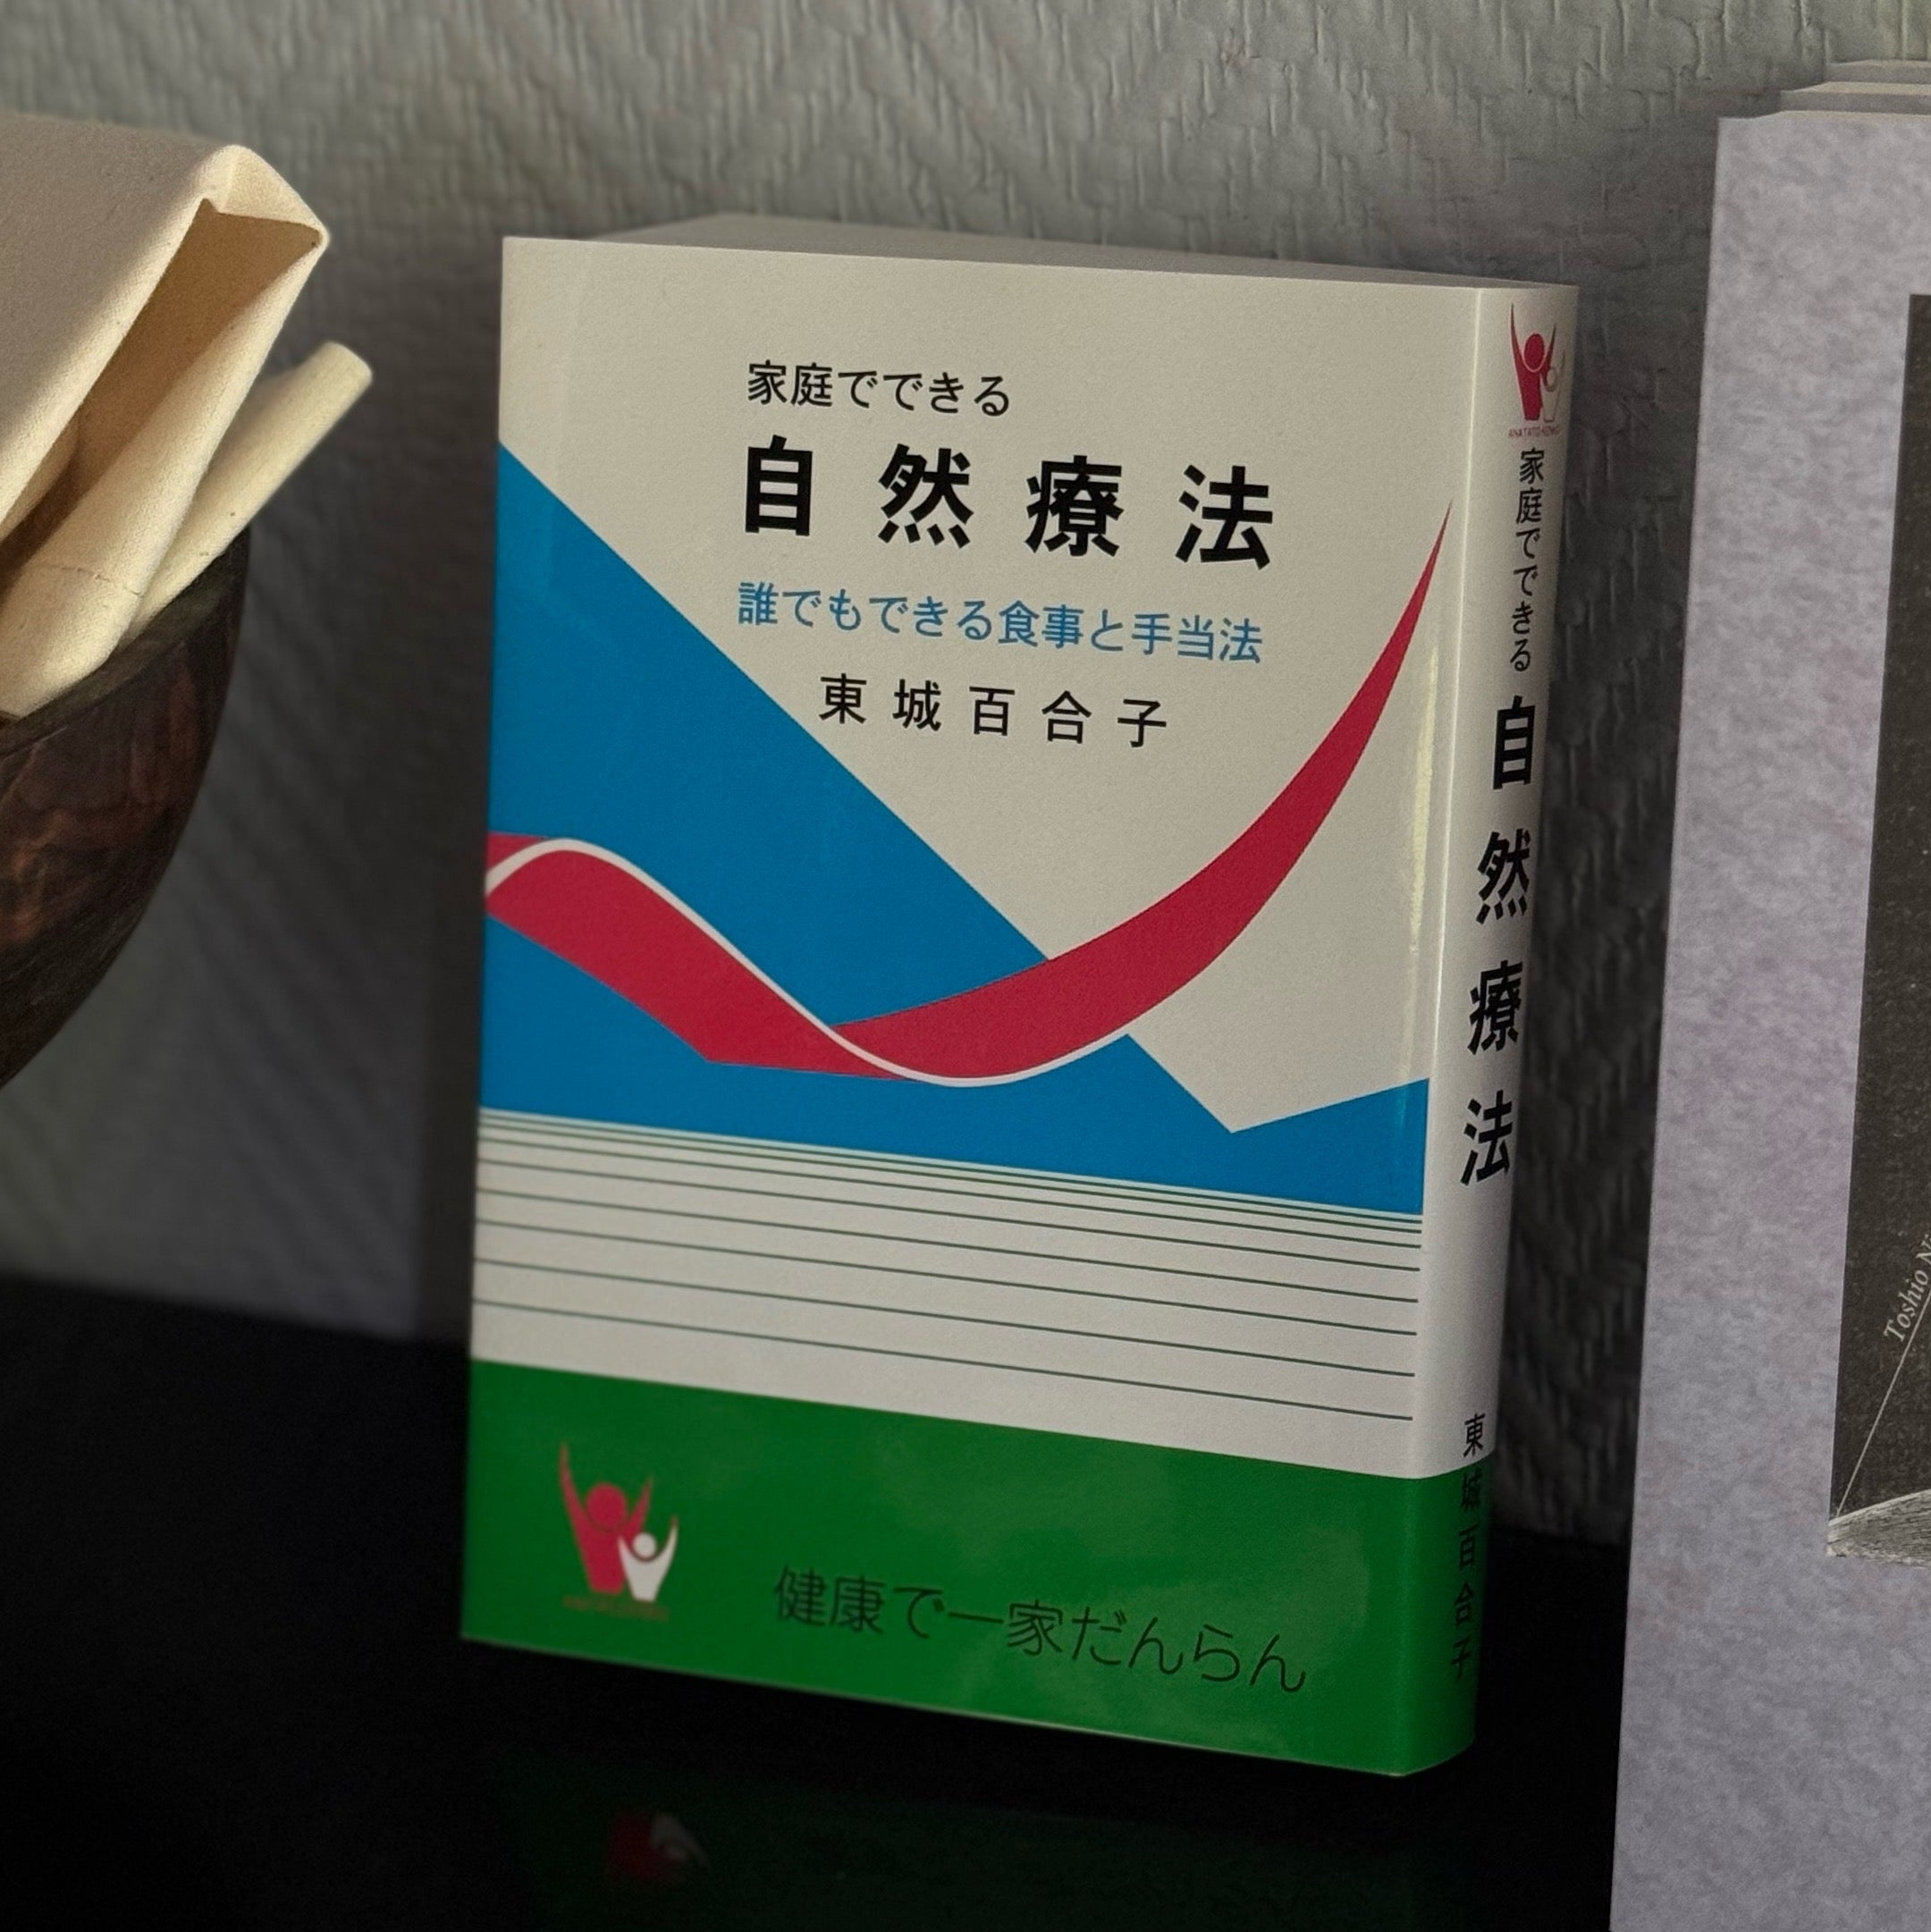 家庭でできる
自然療法
誰でもできる食事と手当法
東城百合子
健康で一家だんらん
家庭でできる自然療法 東城百合子
Toshio